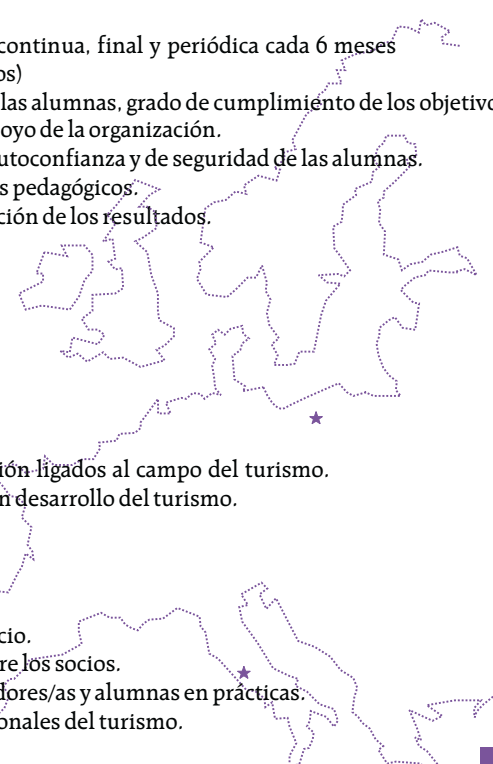 continua, final y periódica cada 6 meses
os)
las alumnas, grado de cumplimiento de los objetivo
oyo de la organización.
utoconfianza y de seguridad de las alumnas.
s pedagógicos.
ción de los resultados.
ión ligados al campo del turismo.
n desarrollo del turismo.
cio.
re los socios.
dores/as y alumnas en prácticas.
onales del turismo.